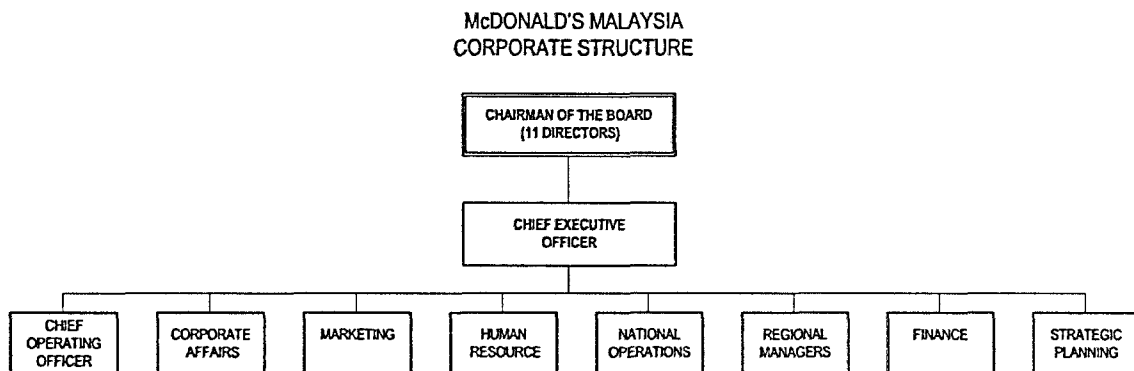 McDONALD'S MALAYSIA
CORPORATE STRUCTURE
CHAIRMAN OF THE BOARD
(11 DIRECTORS)
CHIEF EXECUTIVE
OFFICER
CHIEF
OPERATING
OFFICER
CORPORATE
AFFAIRS
MARKETING
HUMAN
RESOURCE
NATIONAL
OPERATIONS
REGIONAL
MANAGERS
FINANCE
STRATEGIC
PLANNING